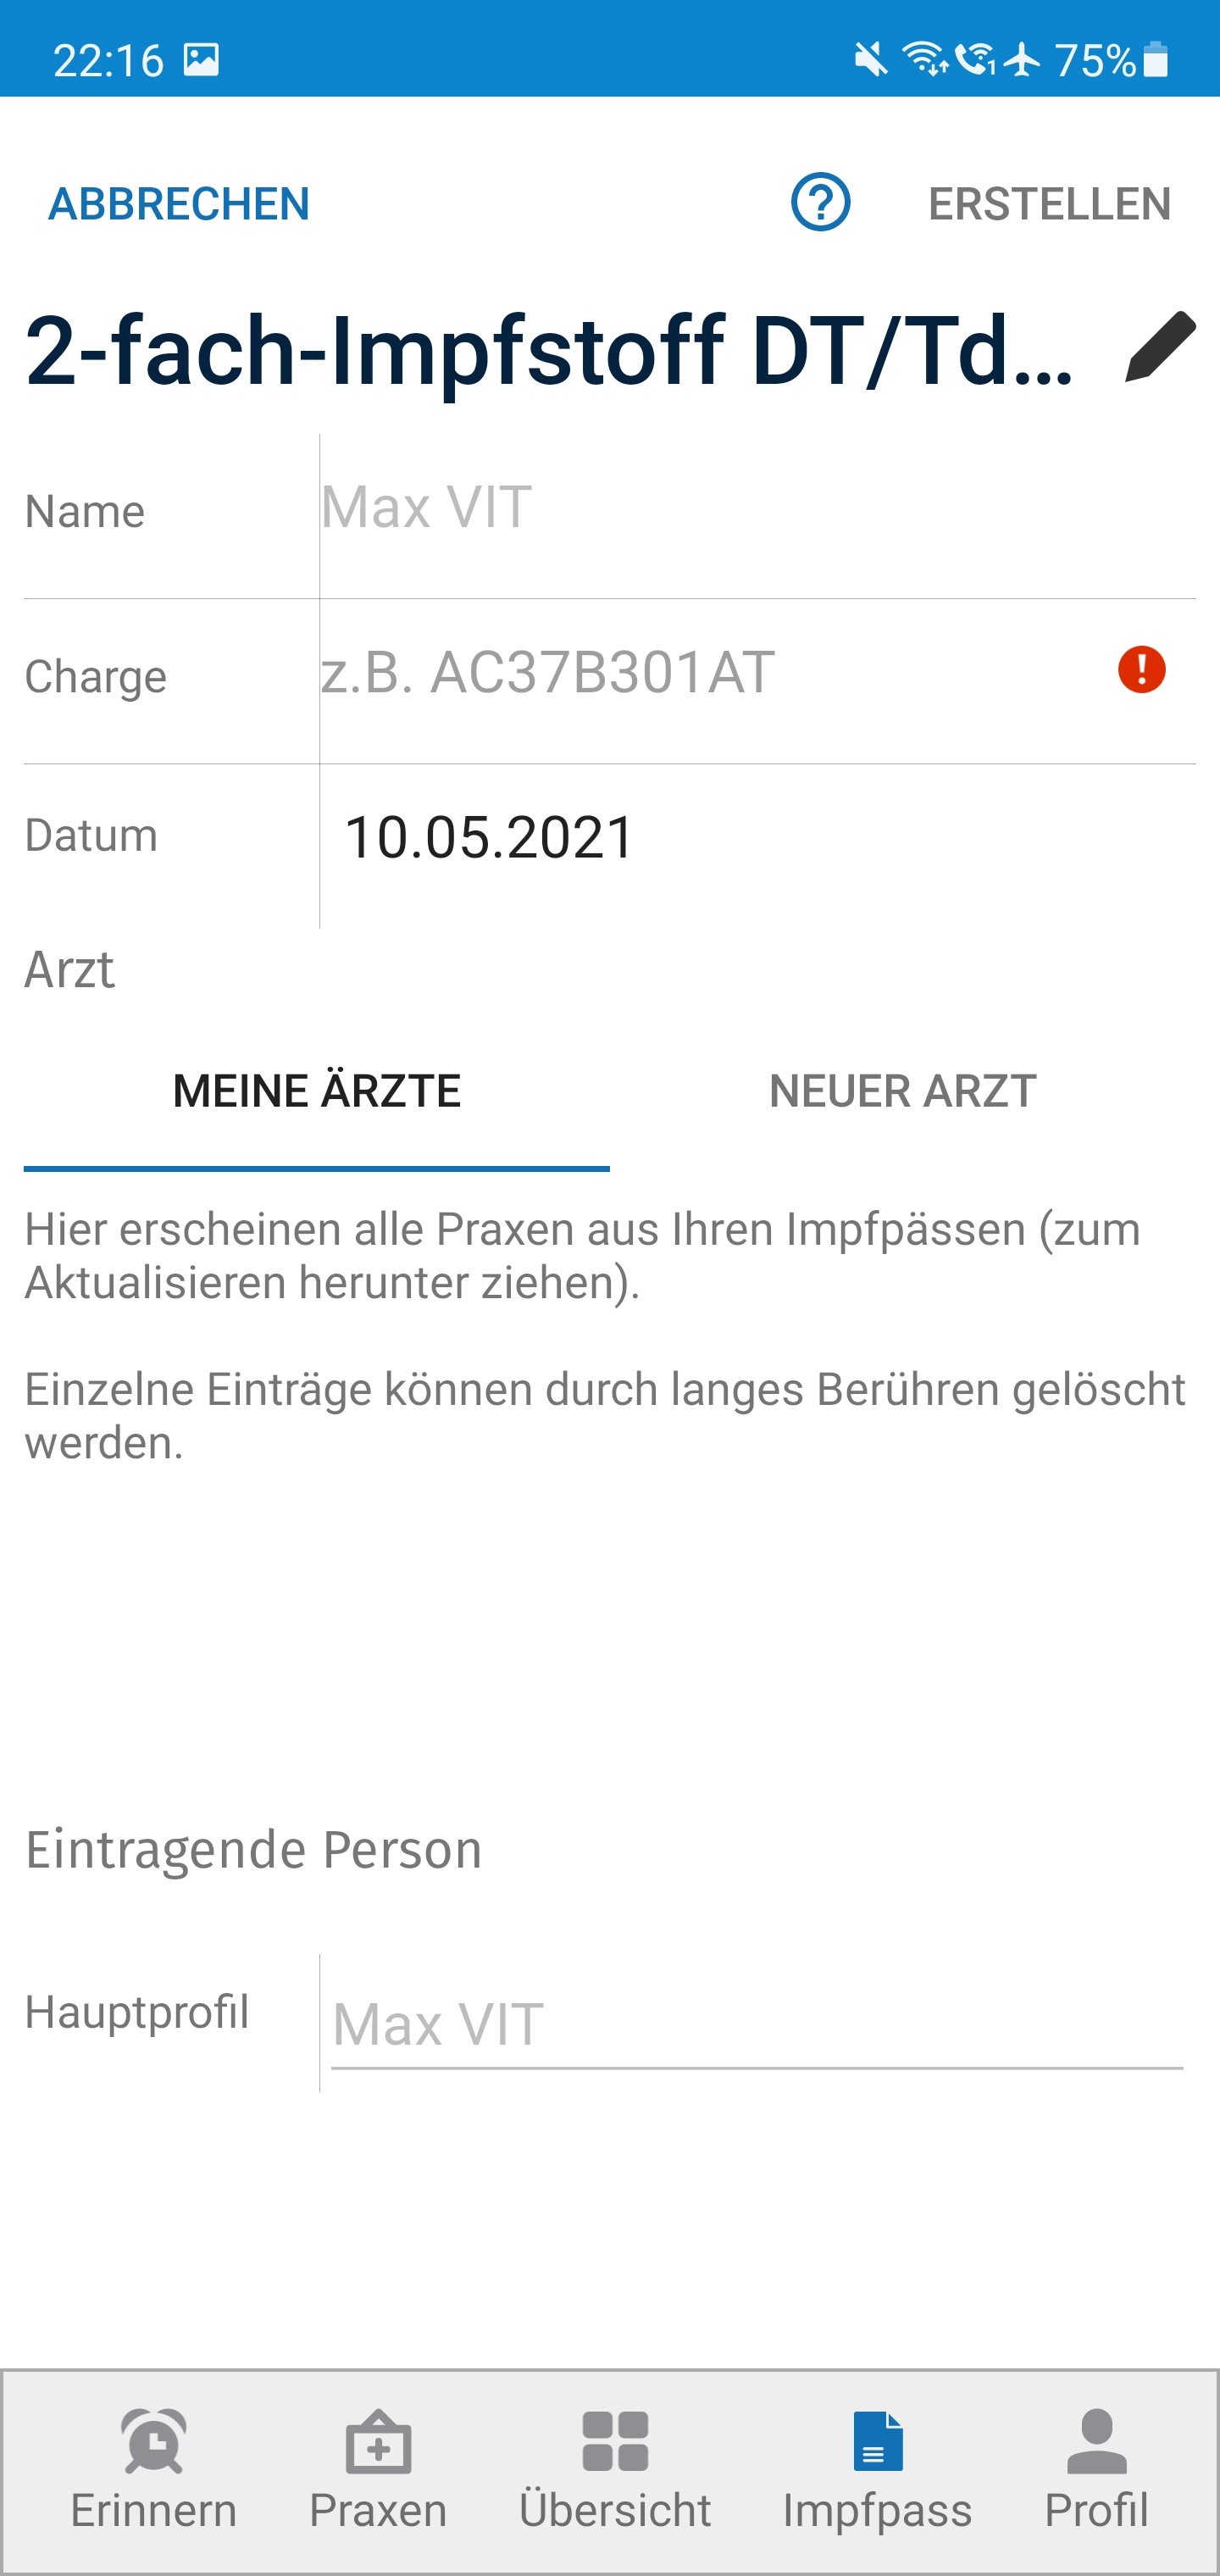 22:16
75%
ABBRECHEN
ERSTELLEN
2-fach-Impfstoff DT/Td...
Name
Max VIT
Charge
z.B. AC37B301AT
Datum
10.05.2021
Arzt
MEINE ÄRZTE
NEUER ARZT
Hier erscheinen alle Praxen aus Ihren Impfpässen (zum
Aktualisieren herunter ziehen).
Einzelne Einträge können durch langes Berühren gelöscht
werden.
Eintragende Person
Hauptprofil
Max VIT
Erinnern
Praxen
Übersicht
Impfpass
Profil